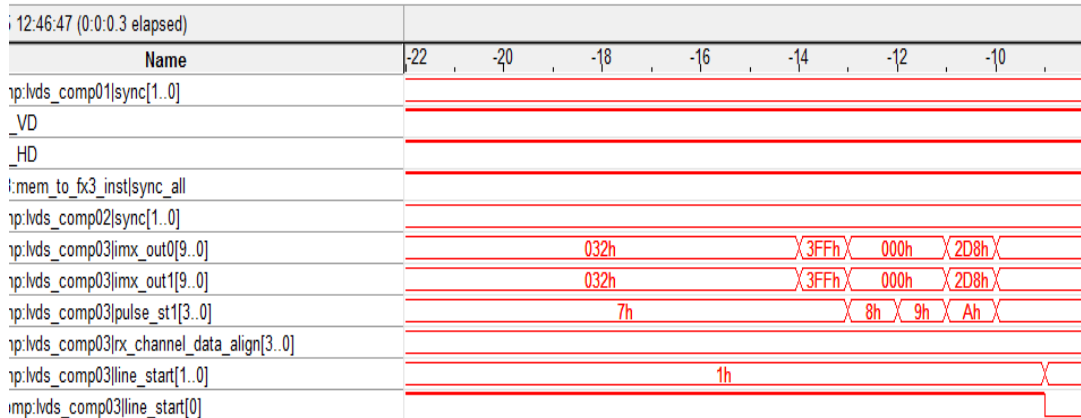 5 12:46:47 (0:0:0.3 elapsed)
Name -22 -20 -18 -16 -14 -12 -10
np:lvds_comp01|sync[1..0]
_VD
_HD
3:mem_to_fx3_inst|sync_all
np:lvds_comp02|sync[1..0]
np:lvds_comp03|imx_out0[9..0] 032h 3FFh 000h 2D8h
np:lvds_comp03|imx_out1[9..0] 032h 3FFh 000h 2D8h
np:lvds_comp03|pulse_st1[3..0] 7h 8h 9h Ah
np:lvds_comp03|rx_channel_data_align[3..0]
np:lvds_comp03|line_start[1..0] 1h
omp:lvds_comp03|line_start[0]